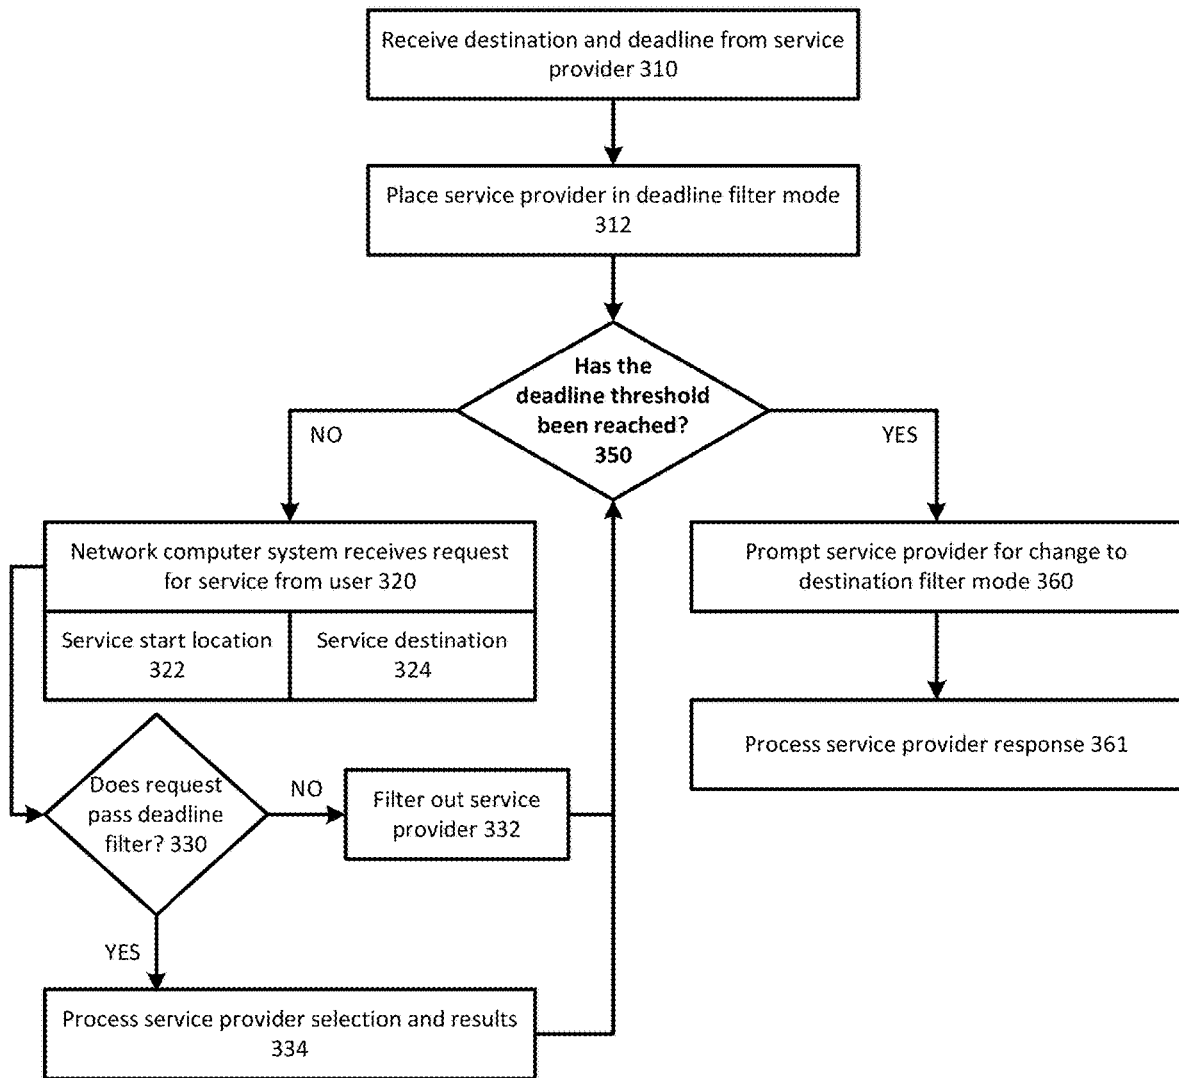 Receive destination and deadline from service
provider 310
Place service provider in deadline filter mode
312
Has the
deadline threshold
been reached?
350
NO
YES
Network computer system receives request
for service from user 320
Service start location
322
Service destination
324
Does request
pass deadline
filter? 330
NO
Filter out service
provider 332
YES
Process service provider selection and results
334
Prompt service provider for change to
destination filter mode 360
Process service provider response 361